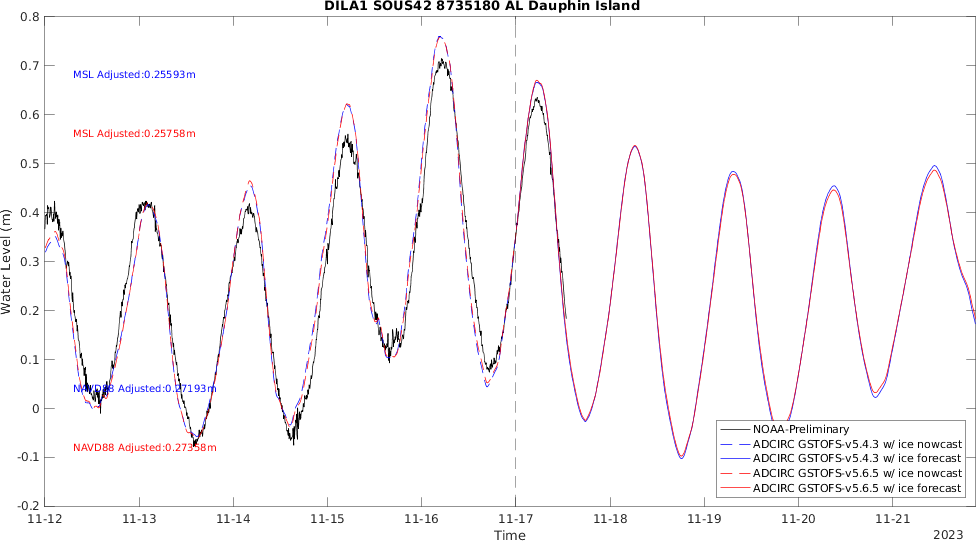 DILA1 SOUS42 8735180 AL Dauphin Island
0.8
0.7
MSL Adjusted:0.25593m
0.6
MSL Adjusted:0.25758m
0.5
0.4
0.3
Water Level (m)
0.2
0.1
NAVD88 Adjusted:0.27193m
0
NOAA-Preliminary
NAVD88 Adjusted:0.27358m
ADCIRC GSTOFS-v5.4.3 w/ ice nowcast
-0.1
ADCIRC GSTOFS-v5.4.3 w/ ice forecast
ADCIRC GSTOFS-v5.6.5 w/ ice nowcast
ADCIRC GSTOFS-v5.6.5 w/ ice forecast
-0.2
11-12 11-13 11-14 11-15 11-16 11-17 11-18 11-19 11-20 11-21
Time
2023